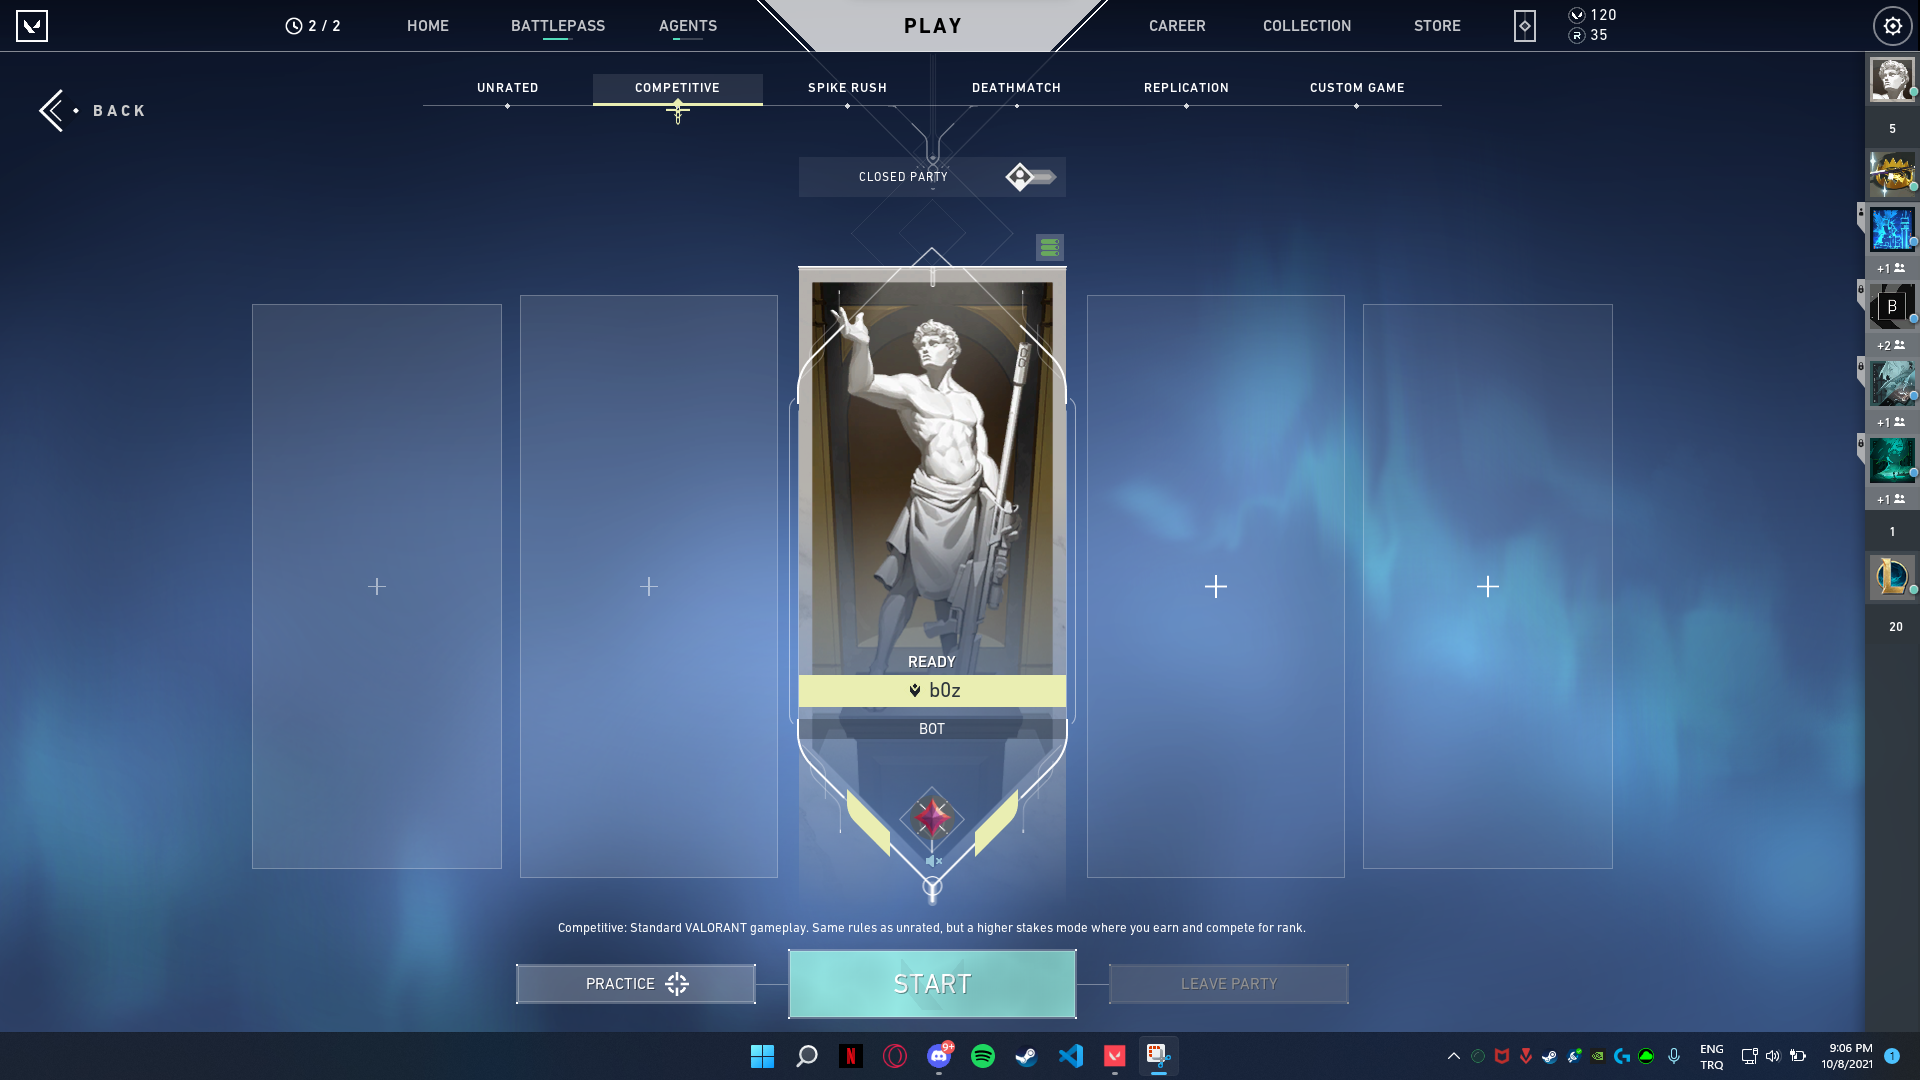 2 / 2
HOME
BATTLEPASS
AGENTS
PLAY
CAREER
COLLECTION
STORE
120
35
UNRATED
COMPETITIVE
SPIKE RUSH
DEATHMATCH
REPLICATION
CUSTOM GAME
BACK
CLOSED PARTY
5
+1
B
+2
+1
+1
1
20
READY
b0z
BOT
Competitive: Standard VALORANT gameplay. Same rules as unrated, but a higher stakes mode where you earn and compete for rank.
PRACTICE
START
LEAVE PARTY
9+
ENG
TRQ
9:06 PM
10/8/2021
1